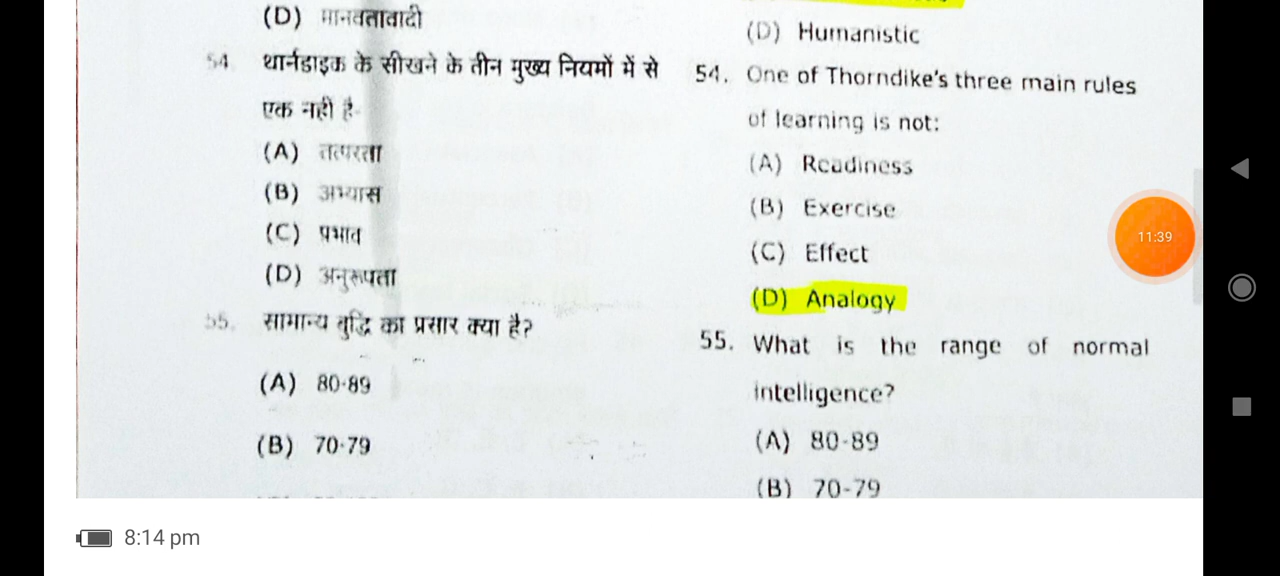 (D) मानवतावादी
54. थार्नडाइक के सीखने के तीन मुख्य नियमों में से
एक नही है-
(A) तत्परता
(B) अभ्यास
(C) प्रभाव
(D) अनुरूपता
55. सामान्य बुद्धि का प्रसार क्या है?
(A) 80-89
(B) 70-79
(D) Humanistic
54. One of Thorndike's three main rules
of learning is not:
(A) Readiness
(B) Exercise
(C) Effect
(D) Analogy
55. What is the range of normal
intelligence?
(A) 80-89
(B) 70-79
11:39
8:14 pm